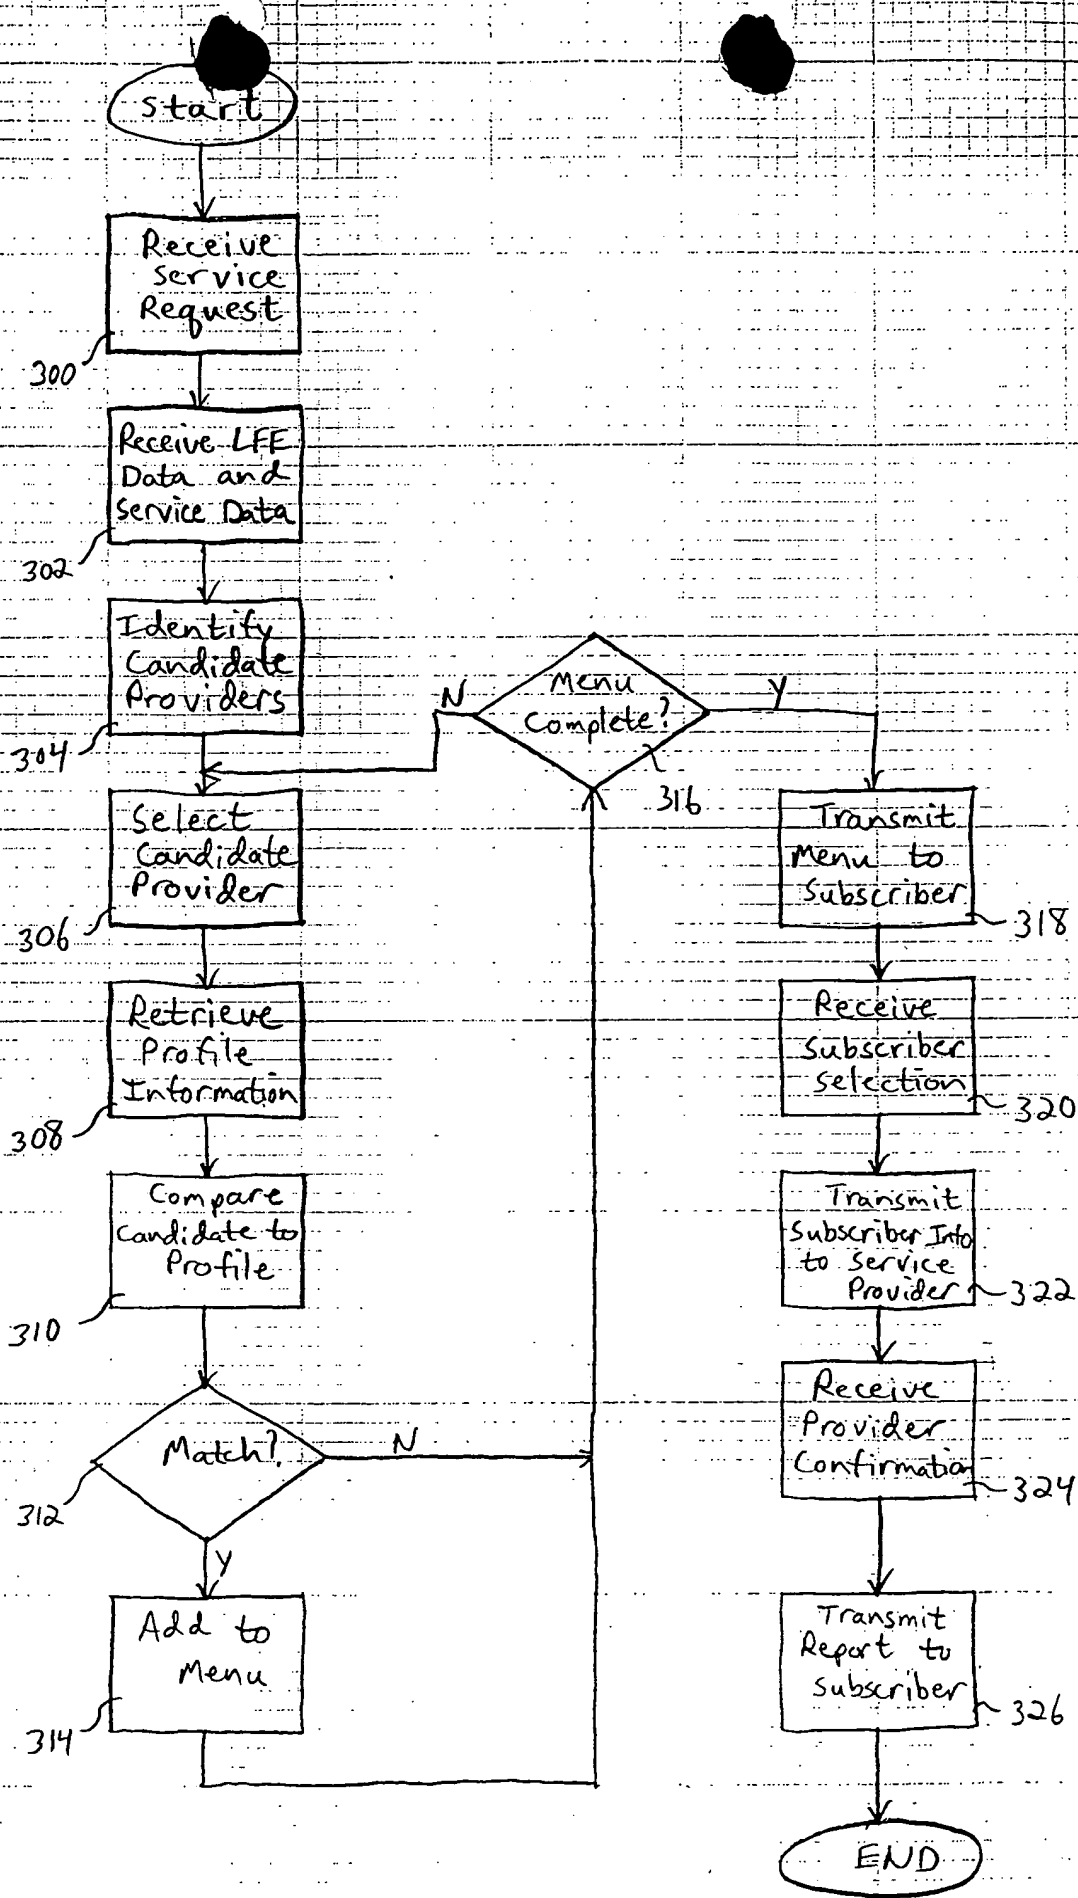 Start
Receive
Service
Request
300
Receive LFE
Data and
Service Data
302
Identify
Candidate
Providers
304
Select
Candidate
Provider
306
Retrieve
Profile
Information
308
Compare
Candidate to
Profile
310
Match?
N
312
Y
Add to
Menu
314
Menu
Complete?
N
Y
316
Transmit
Menu to
Subscriber
318
Receive
Subscriber
Selection
320
Transmit
Subscriber Info
to Service
Provider
322
Receive
Provider
Confirmation
324
Transmit
Report to
Subscriber
326
END